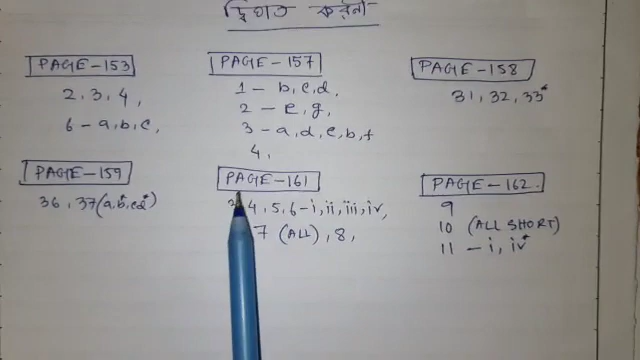 দ্বিঘাত করণী
PAGE-153
2, 3, 4,
6 - a, b, c,
PAGE-157
1 - b, c, d,
2 - e, g,
3 - a, d, e, b, f
4,
PAGE-158
31, 32, 33*
PAGE-159
36, 37(a, b*, cd*)
PAGE-161
4, 5, 6 - i, ii, iii, iv,
7 (ALL), 8,
PAGE-162.
9
10 (ALL SHORT)
11 - i, iv*